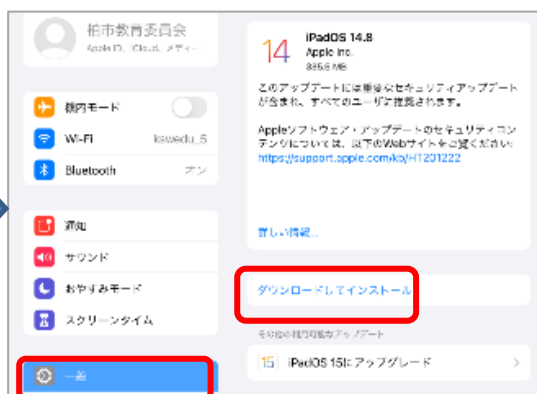 柏市教育委員会
Apple ID、iCloud、メディ…
機内モード
Wi-Fi
kswedu_5
Bluetooth
オン
通知
サウンド
おやすみモード
スクリーンタイム
一般
14
iPadOS 14.8
Apple Inc.
このアップデートには重要なセキュリティアップデート
が含まれ、すべてのユーザに推奨されます。
Appleソフトウェア・アップデートのセキュリティコン
テンツについては、以下のWebサイトをご覧ください:
https://support.apple.com/kb/HT201222
詳しい情報...
ダウンロードしてインストール
その他の利用可能なアップデート
15 iPadOS 15にアップグレード